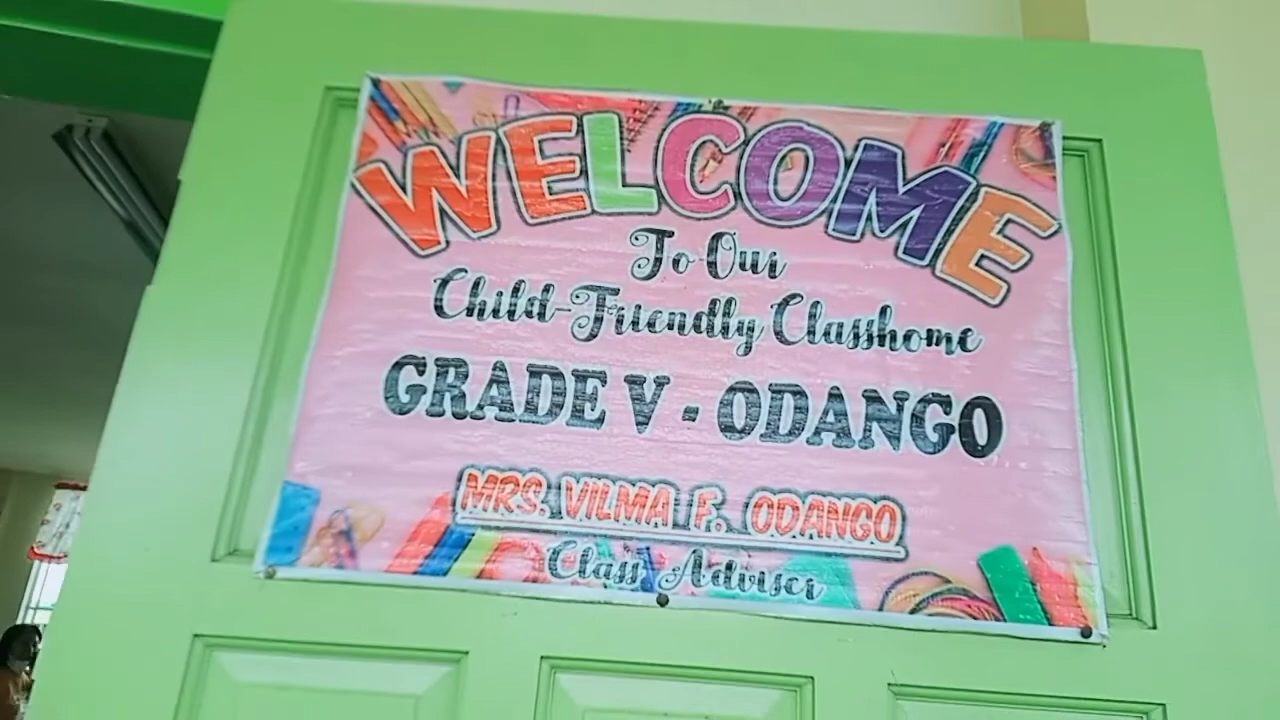 WELCOME
To Our
Child-Friendly Classhome
GRADE V - ODANGO
MRS. VILMA F. ODANGO
Class Adviser